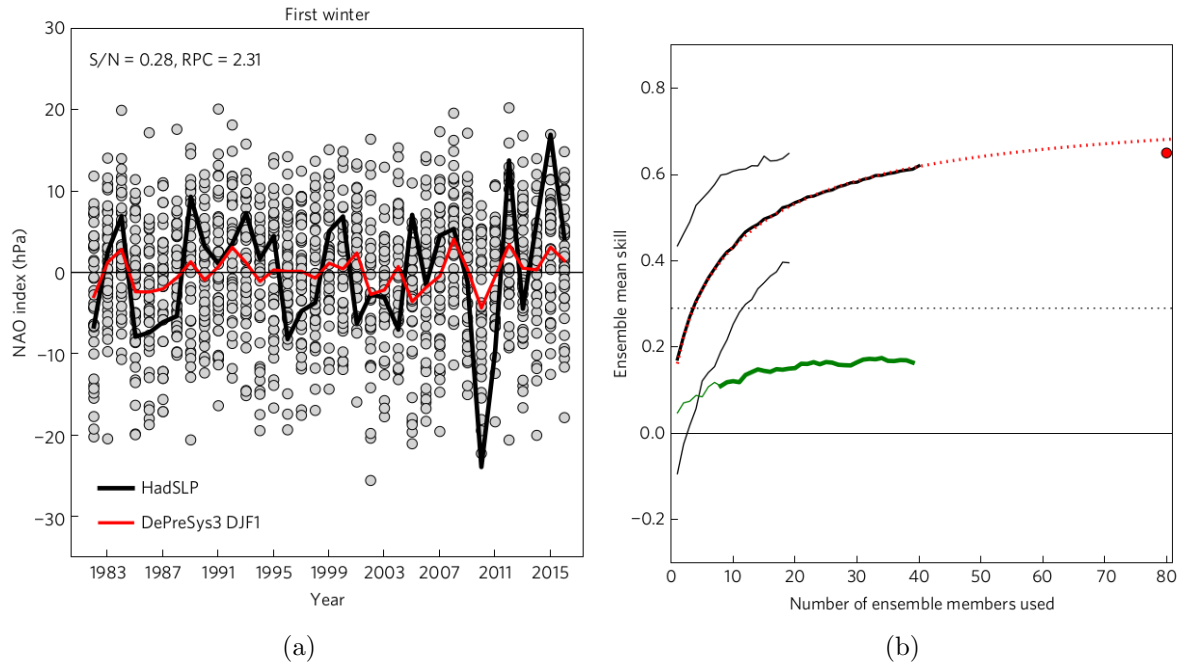 First winter
S/N = 0.28, RPC = 2.31
NAO index (hPa)
30
20
10
0
−10
−20
−30
HadSLP
DePreSys3 DJF1
1983 1987 1991 1995 1999 2003 2007 2011 2015
Year
(a)
Ensemble mean skill
0.8
0.6
0.4
0.2
0.0
−0.2
0 10 20 30 40 50 60 70 80
Number of ensemble members used
(b)